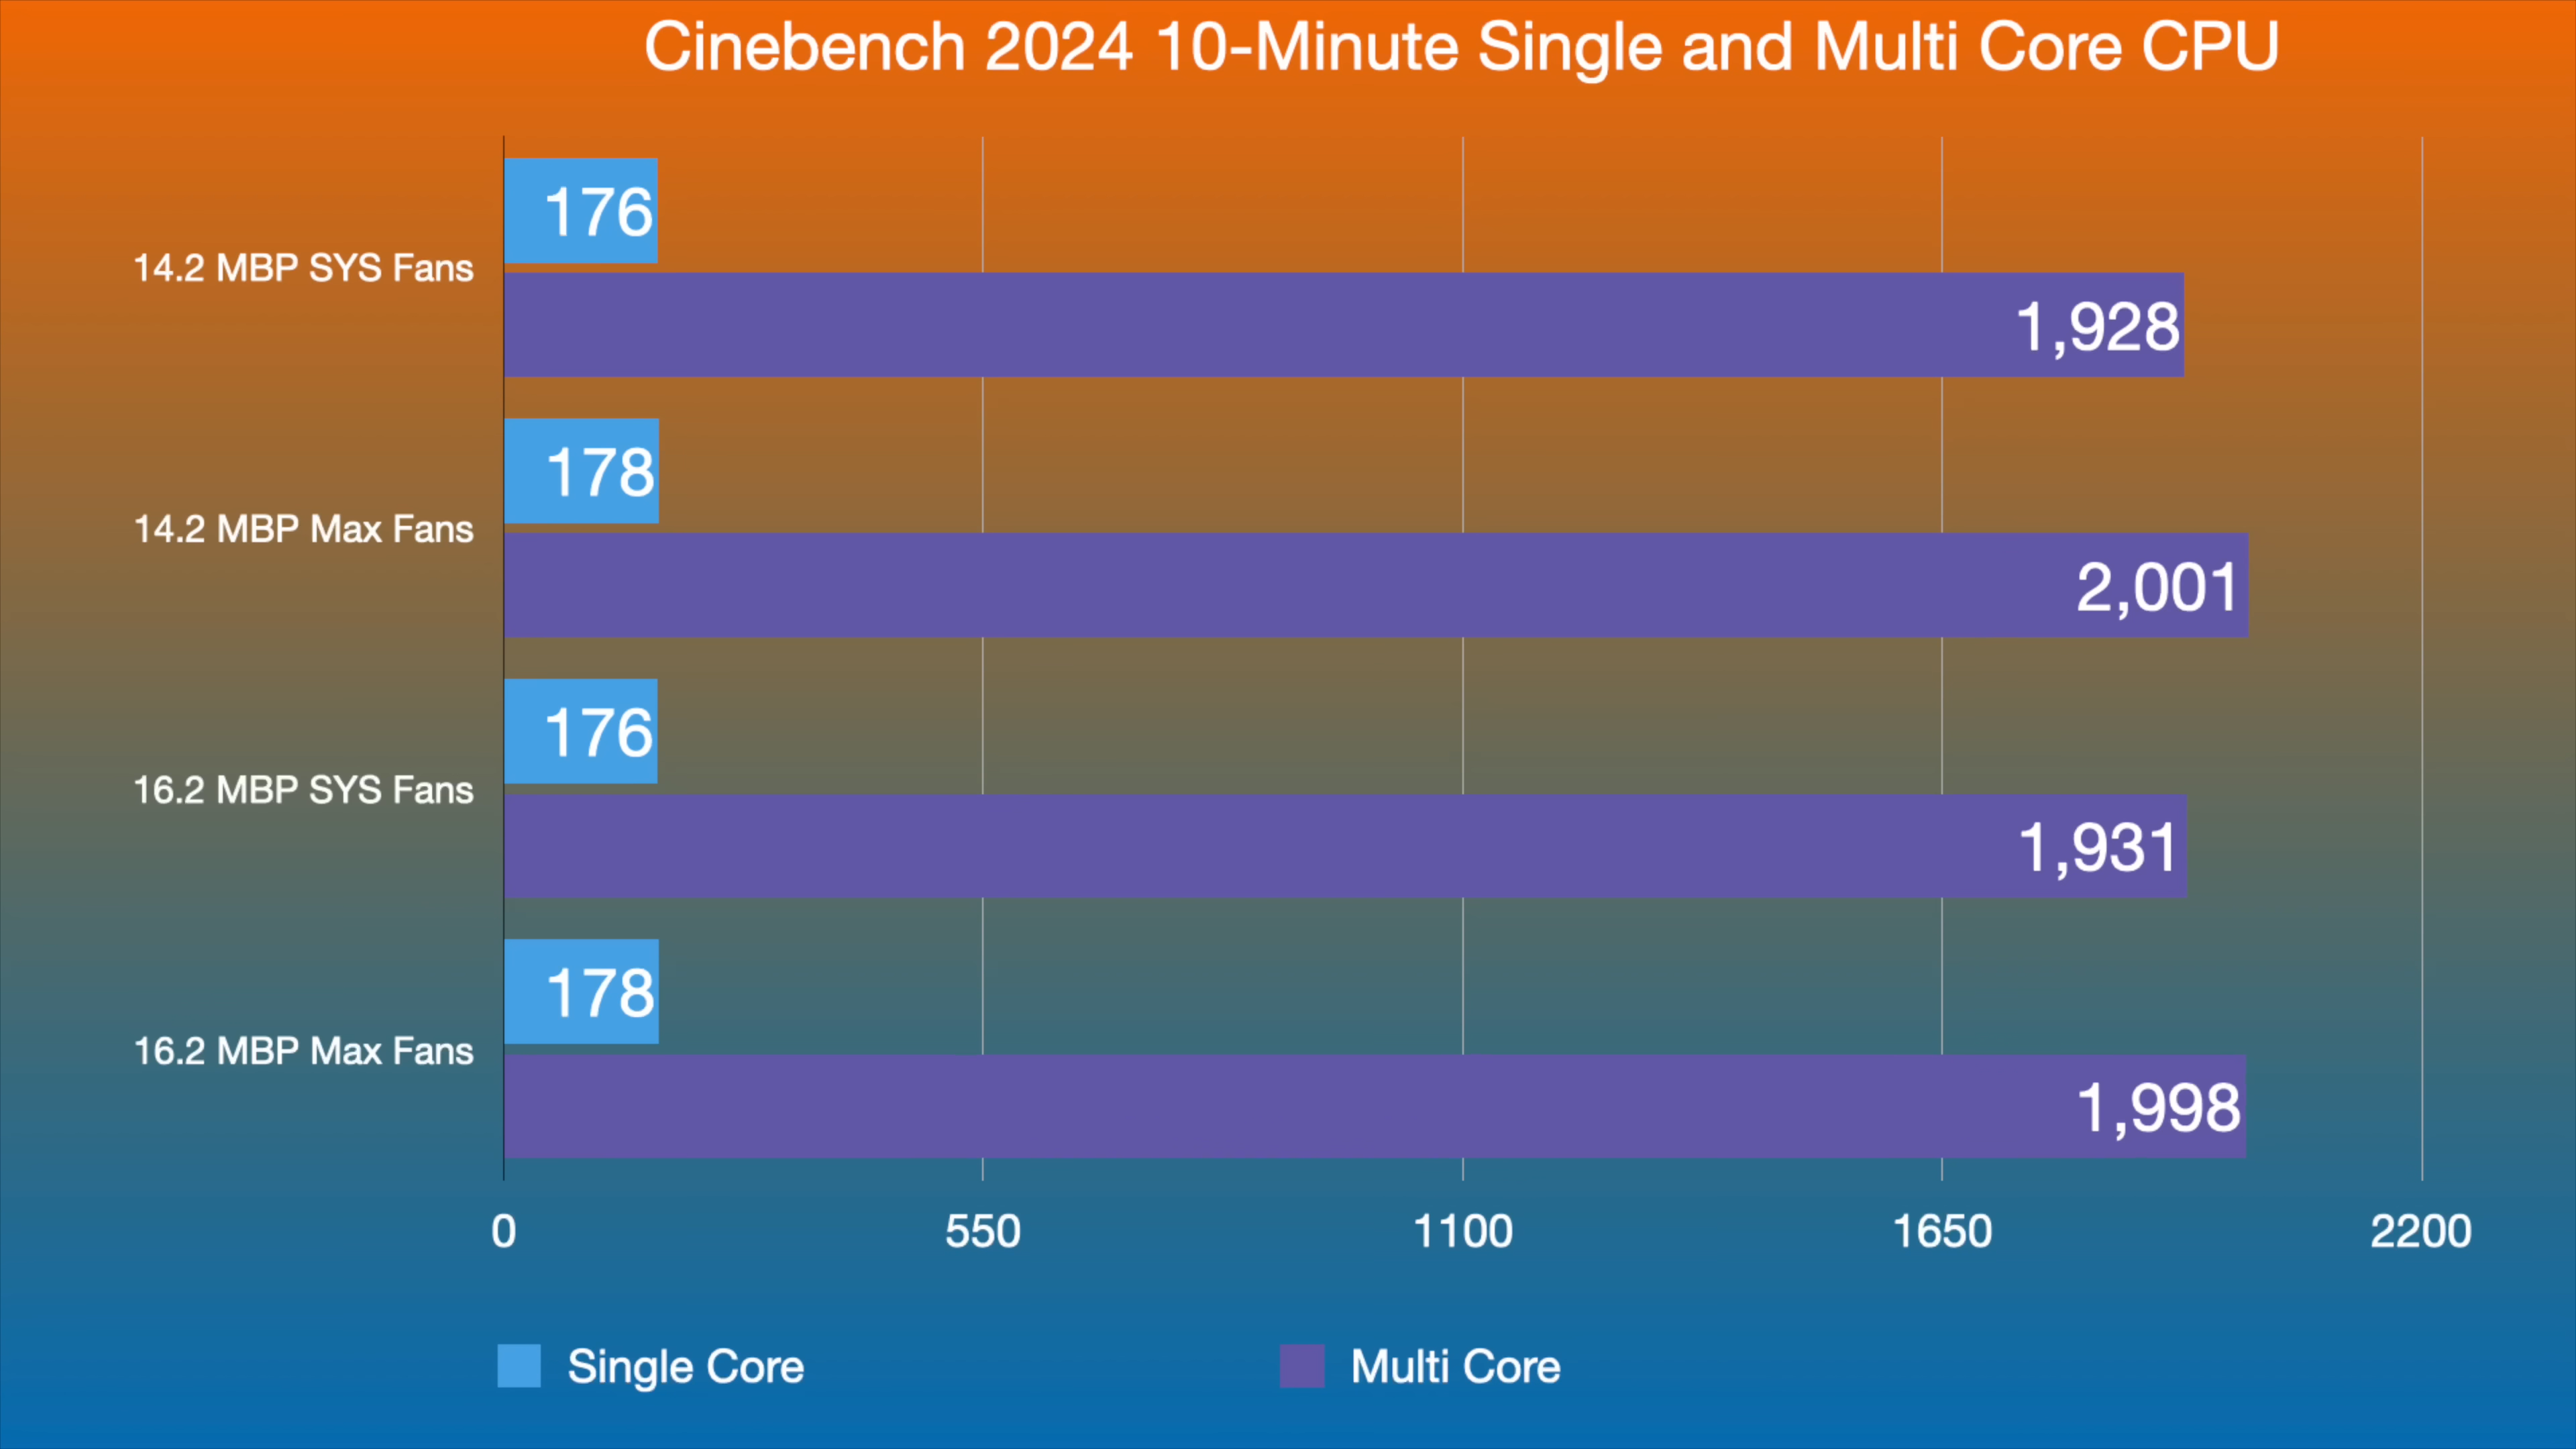 Cinebench 2024 10-Minute Single and Multi Core CPU
14.2 MBP SYS Fans
176
1,928
14.2 MBP Max Fans
178
2,001
16.2 MBP SYS Fans
176
1,931
16.2 MBP Max Fans
178
1,998
0 550 1100 1650 2200
Single Core Multi Core